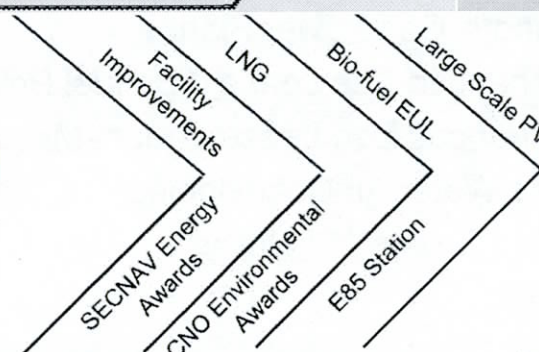 Facility
Improvements
LNG
Bio-fuel EUL
Large Scale PV
SECNAV Energy
Awards
CNO Environmental
Awards
E85 Station